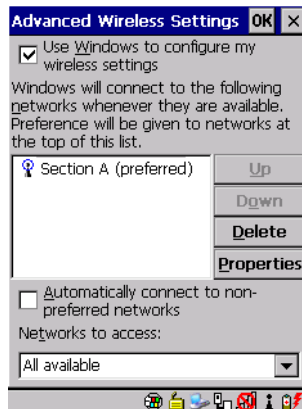 Advanced Wireless Settings OK ×
Use Windows to configure my
wireless settings
Windows will connect to the following
networks whenever they are available.
Preference will be given to networks at
the top of this list.
Section A (preferred)
Up
Down
Delete
Properties
Automatically connect to non-
preferred networks
Networks to access:
All available